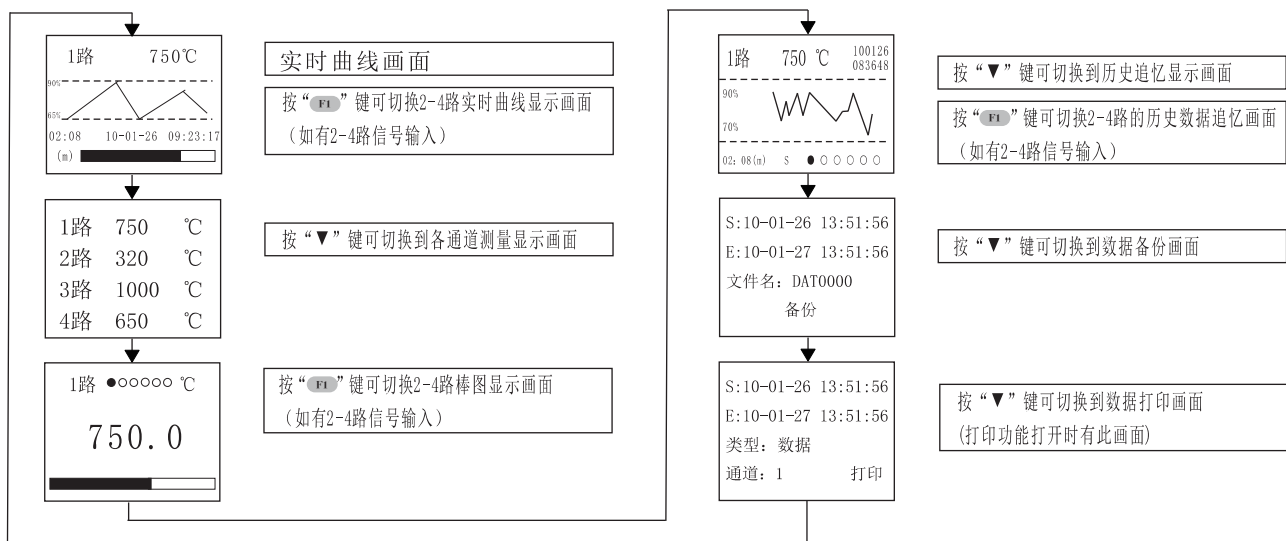 1路 750℃
90%
65%
02:08 10-01-26 09:23:17
(m)
实时曲线画面
按“F1”键可切换2-4路实时曲线显示画面
（如有2-4路信号输入）
1路 750 ℃
2路 320 ℃
3路 1000 ℃
4路 650 ℃
按“▼”键可切换到各通道测量显示画面
1路 ●○○○○○ ℃
750.0
按“F1”键可切换2-4路棒图显示画面
（如有2-4路信号输入）
1路 750 ℃ 100126
083648
90%
70%
02: 08(m) S ●○○○○○
按“▼”键可切换到历史追忆显示画面
按“F1”键可切换2-4路的历史数据追忆画面
（如有2-4路信号输入）
S:10-01-26 13:51:56
E:10-01-27 13:51:56
文件名: DAT0000
备份
按“▼”键可切换到数据备份画面
S:10-01-26 13:51:56
E:10-01-27 13:51:56
类型: 数据
通道: 1 打印
按“▼”键可切换到数据打印画面
(打印功能打开时有此画面)